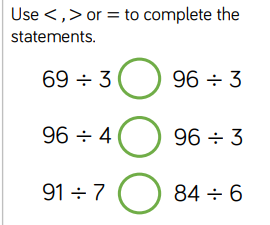 Use < , > or = to complete the
statements.
69 ÷ 3 96 ÷ 3
96 ÷ 4 96 ÷ 3
91 ÷ 7 84 ÷ 6